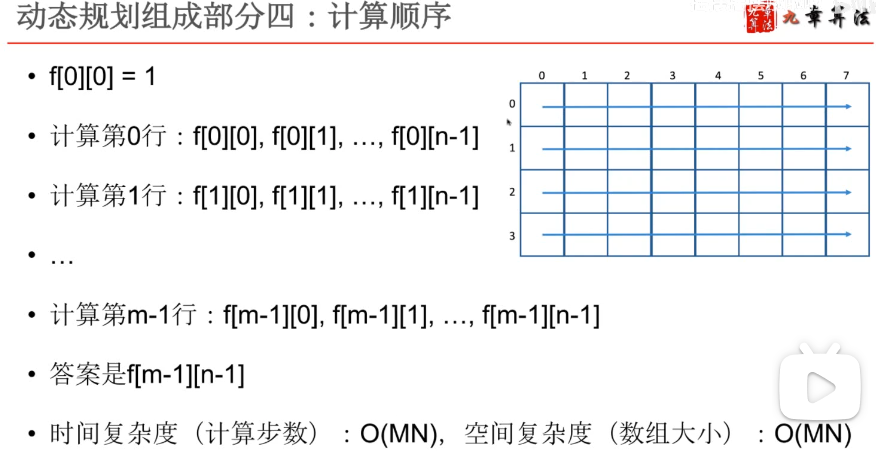 动态规划组成部分四：计算顺序
九章算法
• f[0][0] = 1
• 计算第0行：f[0][0], f[0][1], …, f[0][n-1]
• 计算第1行：f[1][0], f[1][1], …, f[1][n-1]
• …
• 计算第m-1行：f[m-1][0], f[m-1][1], …, f[m-1][n-1]
• 答案是f[m-1][n-1]
• 时间复杂度（计算步数）：O(MN)，空间复杂度（数组大小）：O(MN)
0 1 2 3 4 5 6 7
0
1
2
3